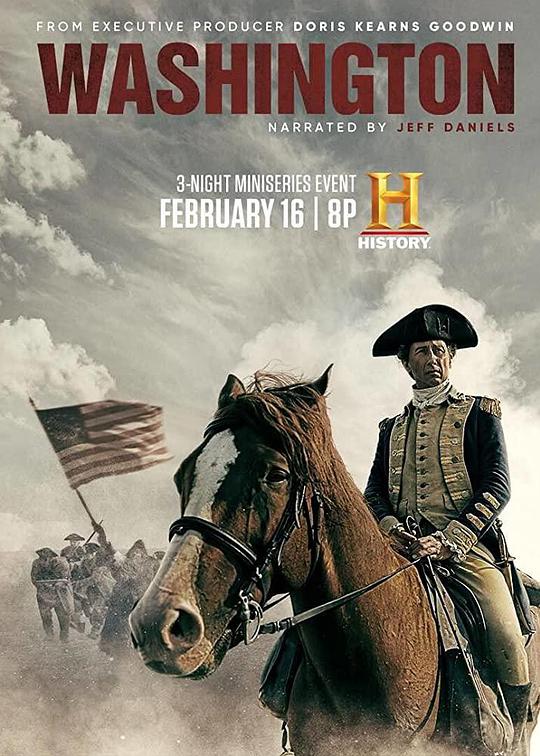 FROM EXECUTIVE PRODUCER DORIS KEARNS GOODWIN
WASHINGTON
NARRATED BY JEFF DANIELS
3-NIGHT MINISERIES EVENT
FEBRUARY 16 | 8P
H
HISTORY